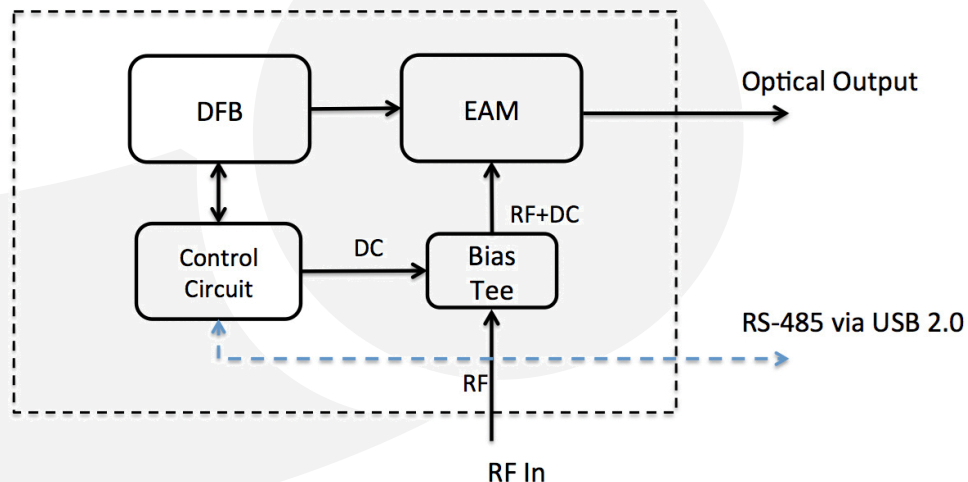 DFB
EAM
Optical Output
RF+DC
Control
Circuit
DC
Bias
Tee
RS-485 via USB 2.0
RF
RF In